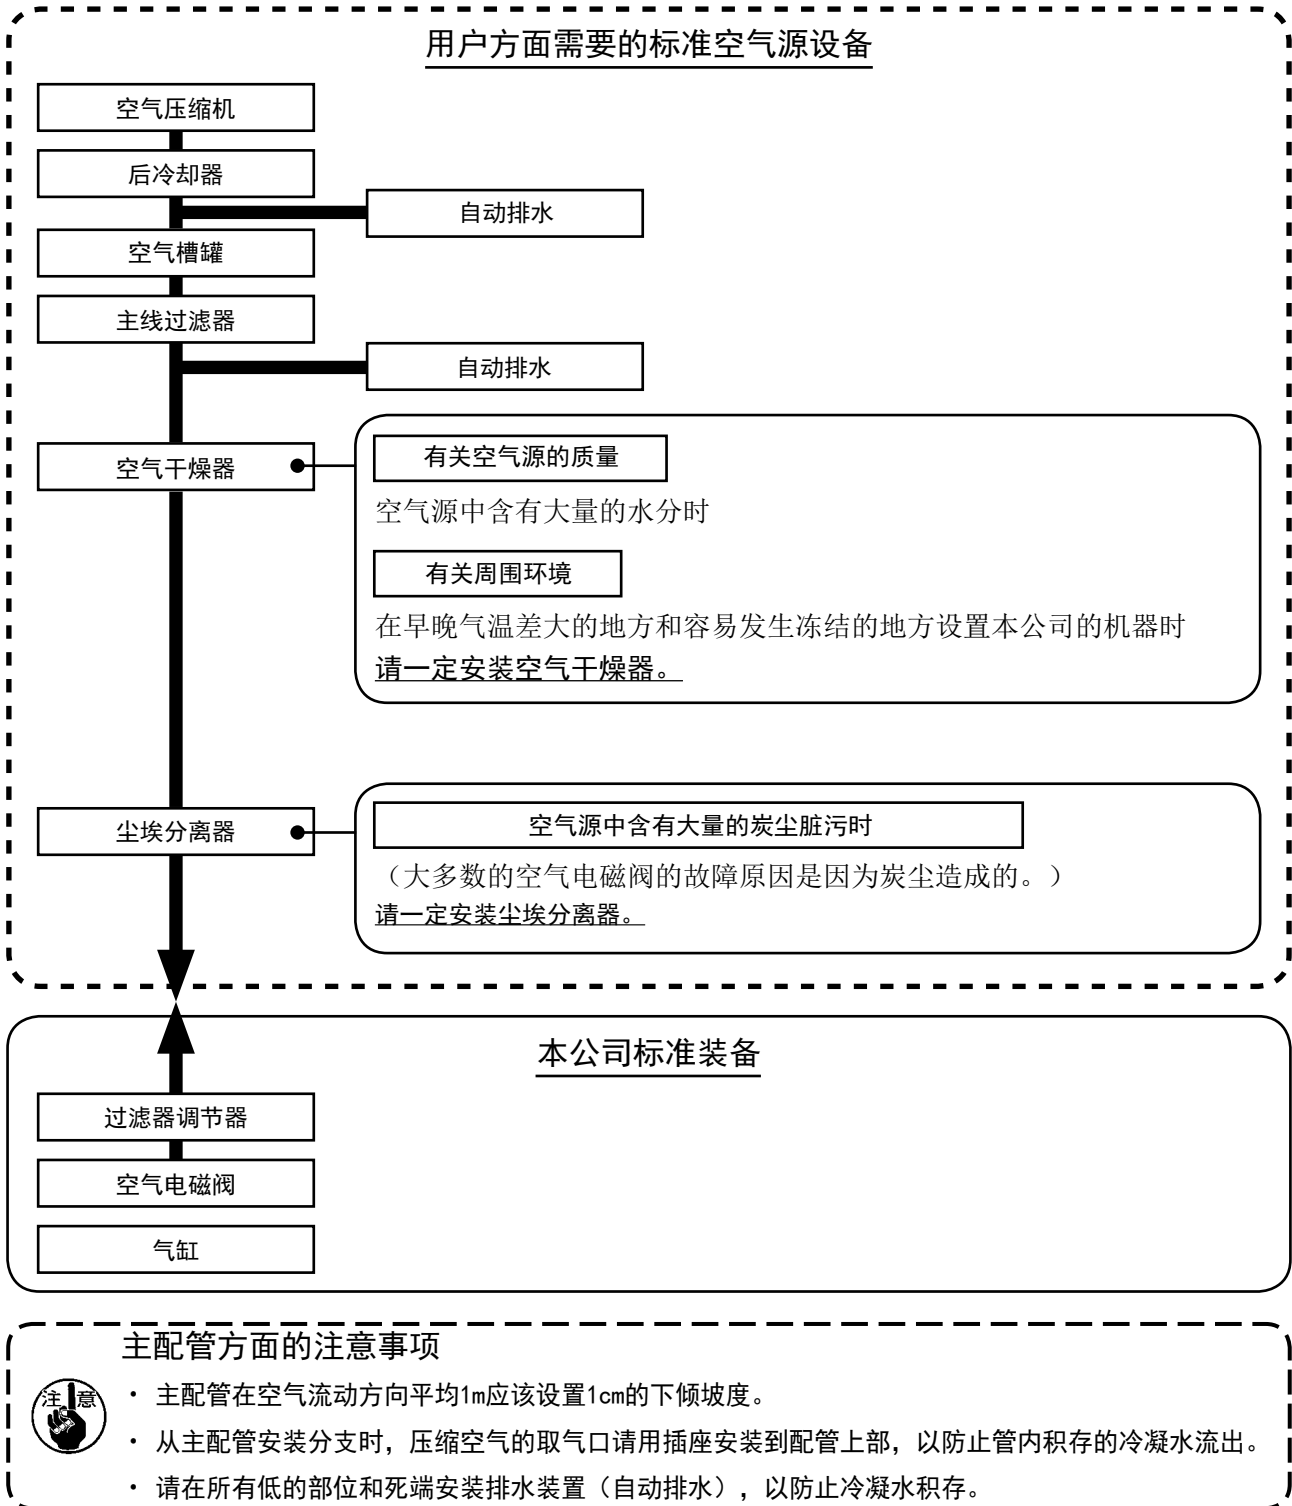 用户方面需要的标准空气源设备
空气压缩机
后冷却器
自动排水
空气槽罐
主线过滤器
自动排水
空气干燥器
有关空气源的质量
空气源中含有大量的水分时
有关周围环境
在早晚气温差大的地方和容易发生冻结的地方设置本公司的机器时
请一定安装空气干燥器。
尘埃分离器
空气源中含有大量的炭尘脏污时
（大多数的空气电磁阀的故障原因是因为炭尘造成的。）
请一定安装尘埃分离器。
本公司标准装备
过滤器调节器
空气电磁阀
气缸
主配管方面的注意事项
注意
・ 主配管在空气流动方向平均1m应该设置1cm的下倾坡度。
・ 从主配管安装分支时，压缩空气的取气口请用插座安装到配管上部，以防止管内积存的冷凝水流出。
・ 请在所有低的部位和死端安装排水装置（自动排水），以防止冷凝水积存。